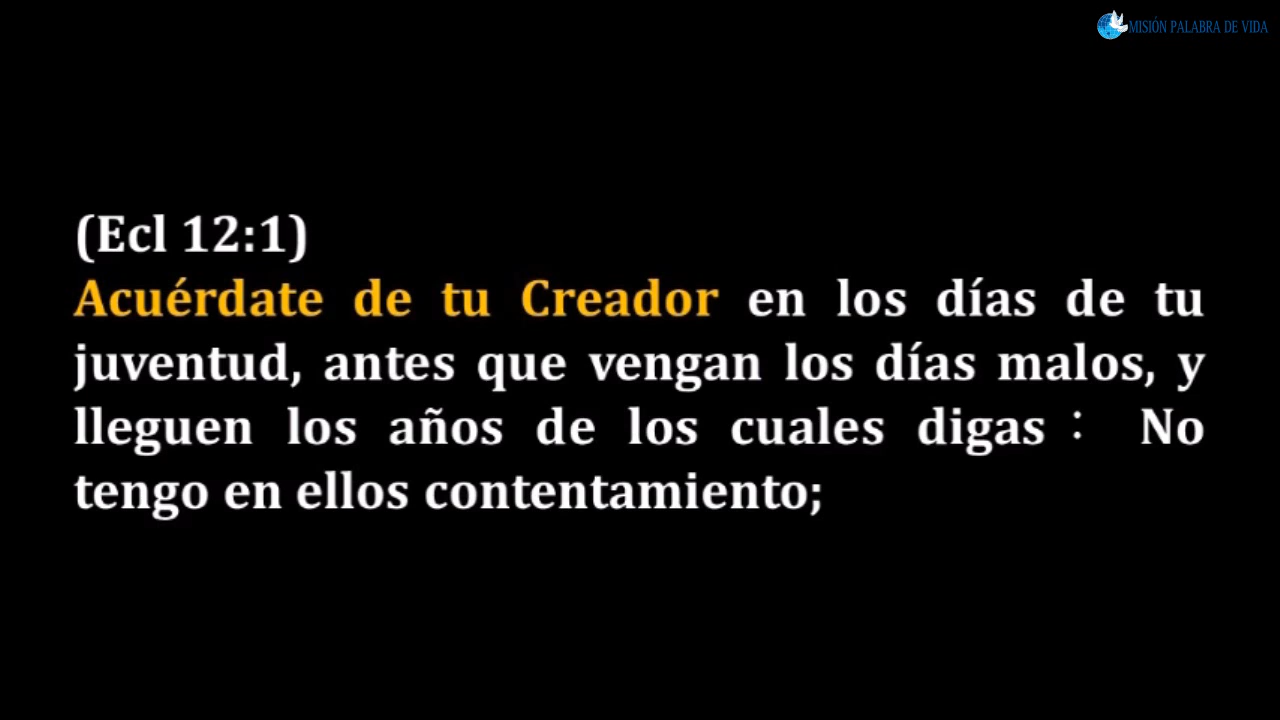 MISIÓN PALABRA DE VIDA
(Ecl 12:1)
Acuérdate de tu Creador en los días de tu
juventud, antes que vengan los días malos, y
lleguen los años de los cuales digas : No
tengo en ellos contentamiento;